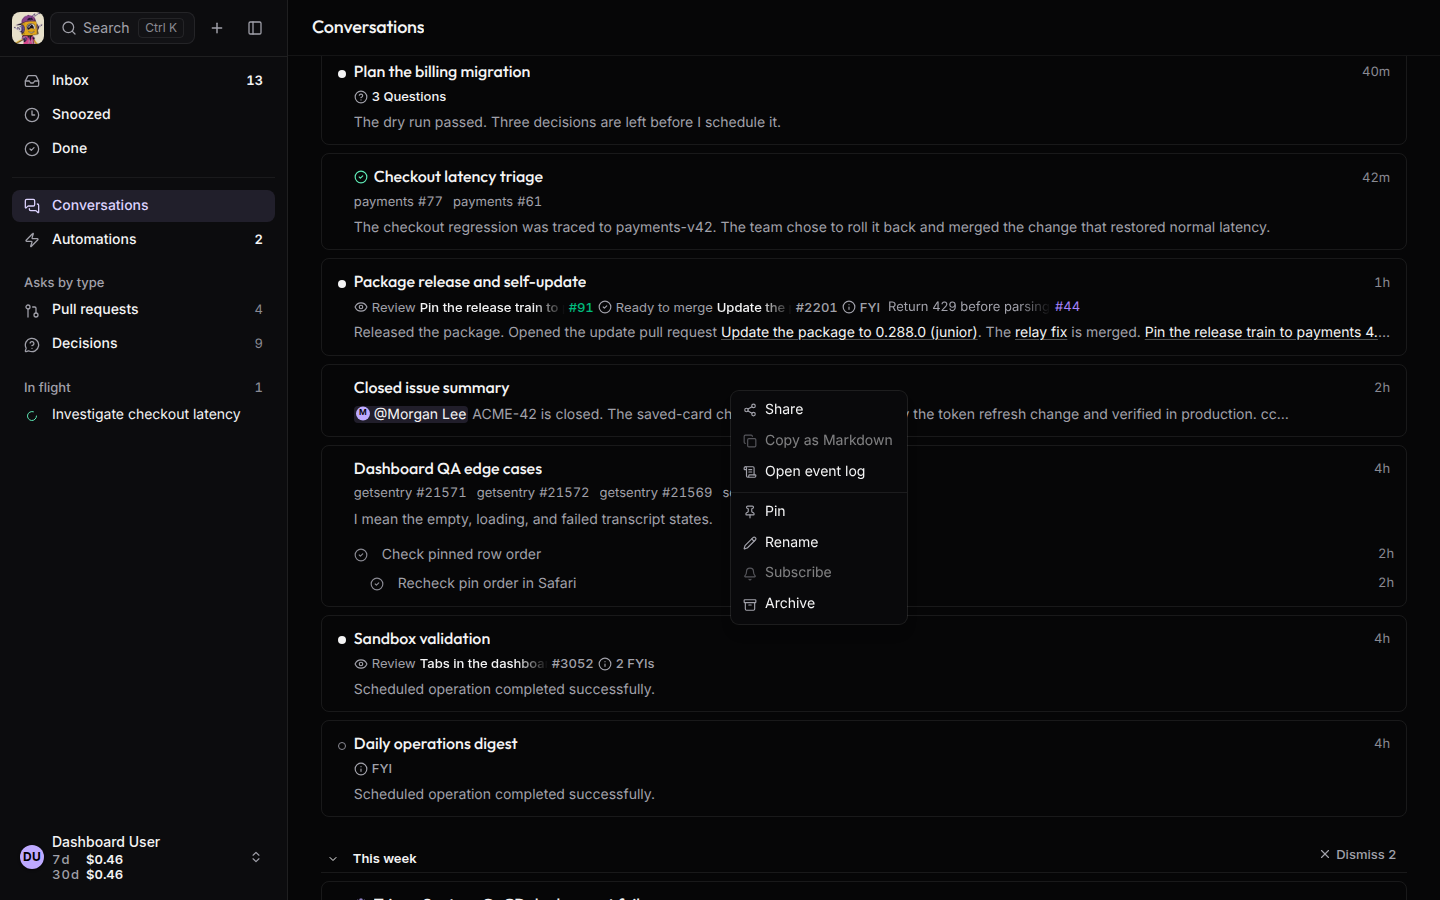 Search Ctrl K
Conversations
Inbox 13
Snoozed
Done
Conversations
Automations 2
Asks by type
Pull requests 4
Decisions 9
In flight 1
Investigate checkout latency
Dashboard User
7d $0.46
30d $0.46
Plan the billing migration 40m
3 Questions
The dry run passed. Three decisions are left before I schedule it.
Checkout latency triage 42m
payments #77 payments #61
The checkout regression was traced to payments-v42. The team chose to roll it back and merged the change that restored normal latency.
Package release and self-update 1h
Review Pin the release train to #91 Ready to merge Update the #2201 FYI Return 429 before parsing #44
Released the package. Opened the update pull request Update the package to 0.288.0 (junior). The relay fix is merged. Pin the release train to payments 4....
Closed issue summary 2h
M @Morgan Lee ACME-42 is closed. The saved-card the token refresh change and verified in production. cc...
Dashboard QA edge cases 4h
getsentry #21571 getsentry #21572 getsentry #21569
I mean the empty, loading, and failed transcript states.
Check pinned row order 2h
Recheck pin order in Safari 2h
Share
Copy as Markdown
Open event log
Pin
Rename
Subscribe
Archive
Sandbox validation 4h
Review Tabs in the dashboa #3052 2 FYIs
Scheduled operation completed successfully.
Daily operations digest 4h
FYI
Scheduled operation completed successfully.
This week Dismiss 2
DU